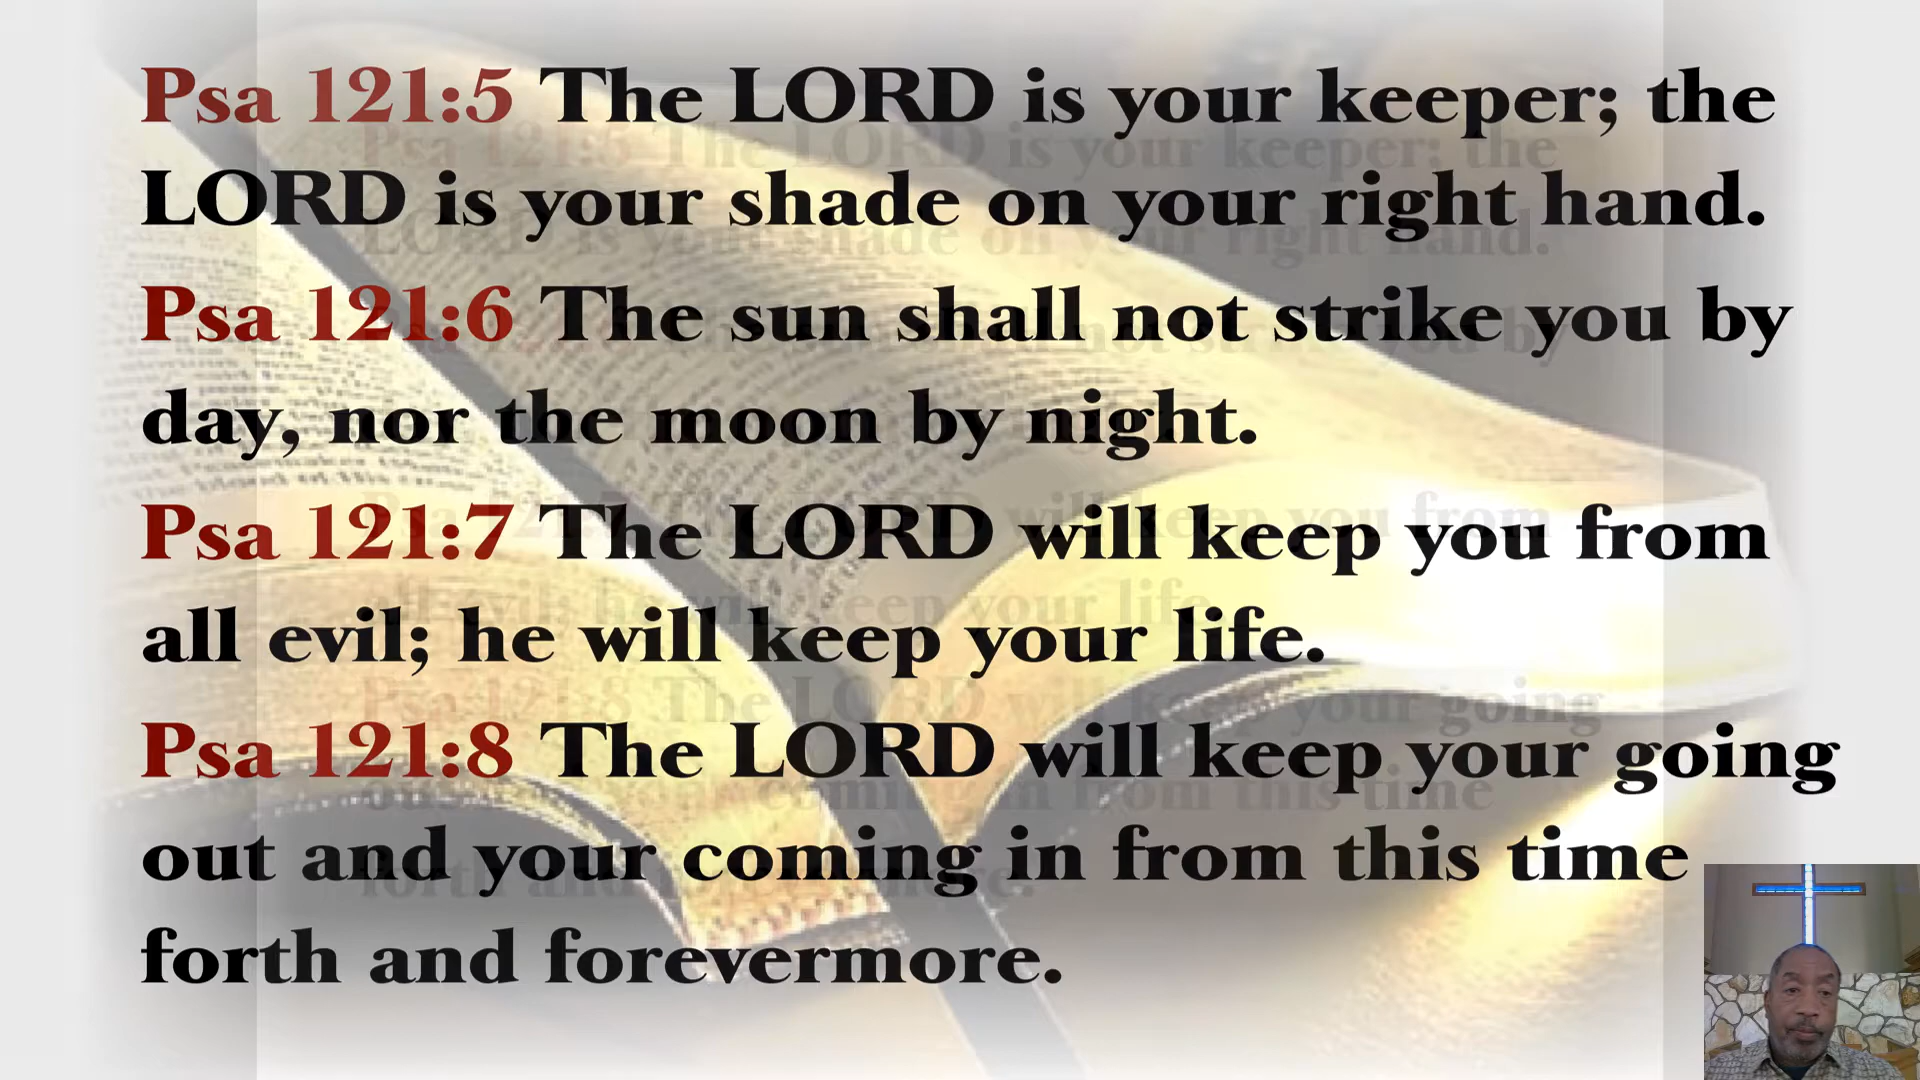 Psa 121:5 The LORD is your keeper; the
LORD is your shade on your right hand.
Psa 121:6 The sun shall not strike you by
day, nor the moon by night.
Psa 121:7 The LORD will keep you from
all evil; he will keep your life.
Psa 121:8 The LORD will keep your going
out and your coming in from this time
forth and forevermore.